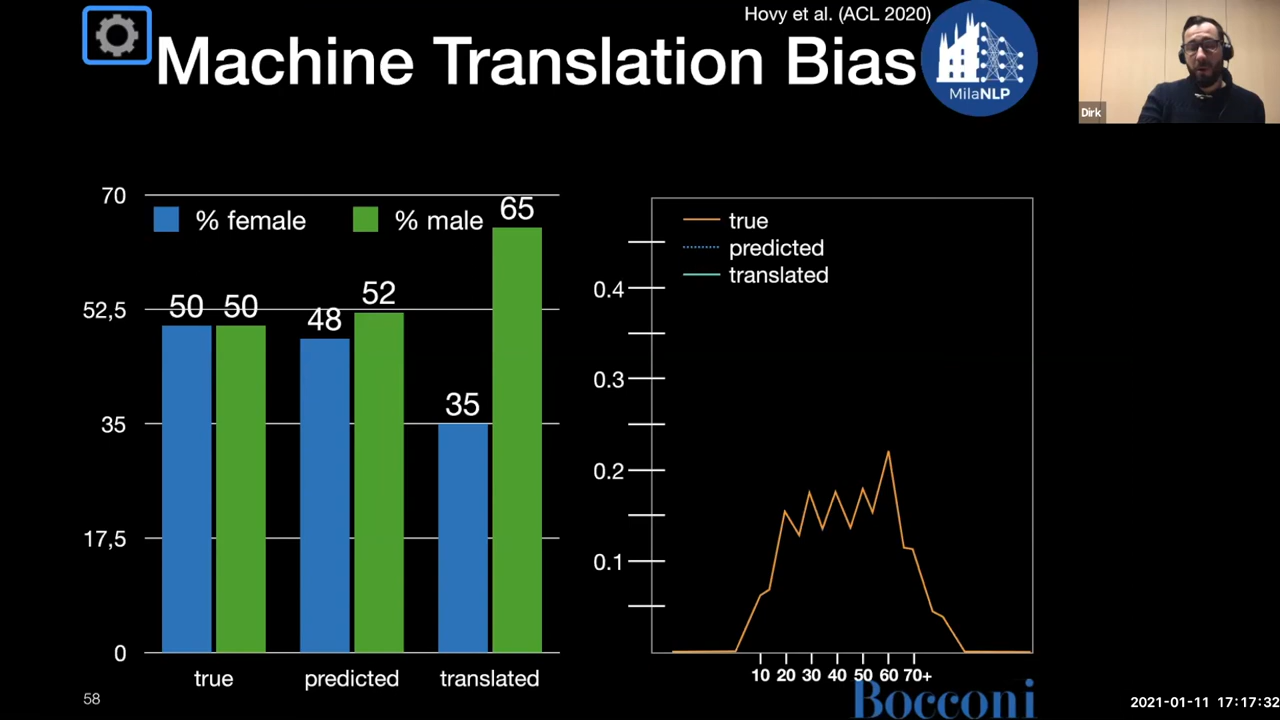 Hovy et al. (ACL 2020)
Machine Translation Bias
MilaNLP
Dirk
70
52,5
35
17,5
0
% female
% male
50
50
48
52
35
65
true
predicted
translated
true
predicted
translated
0.4
0.3
0.2
0.1
10 20 30 40 50 60 70+
58
Bocconi
2021-01-11 17:17:32